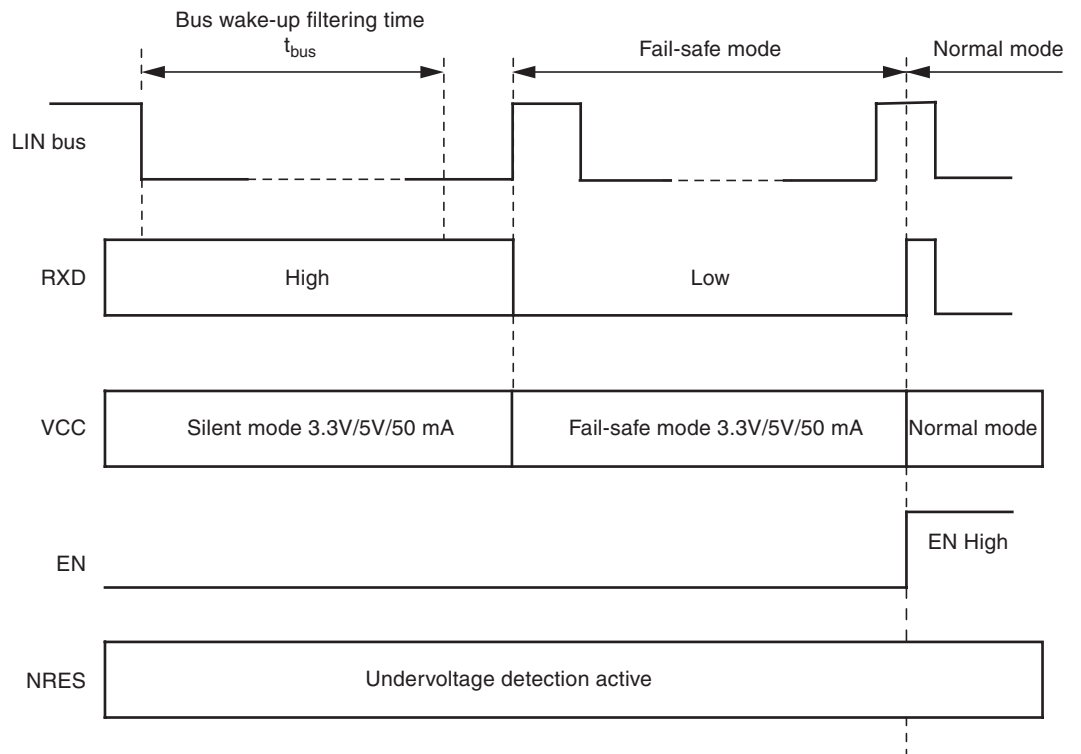 Bus wake-up filtering time
tbus
Fail-safe mode
Normal mode
LIN bus
RXD
High
Low
VCC
Silent mode 3.3V/5V/50 mA
Fail-safe mode 3.3V/5V/50 mA
Normal mode
EN
EN High
NRES
Undervoltage detection active